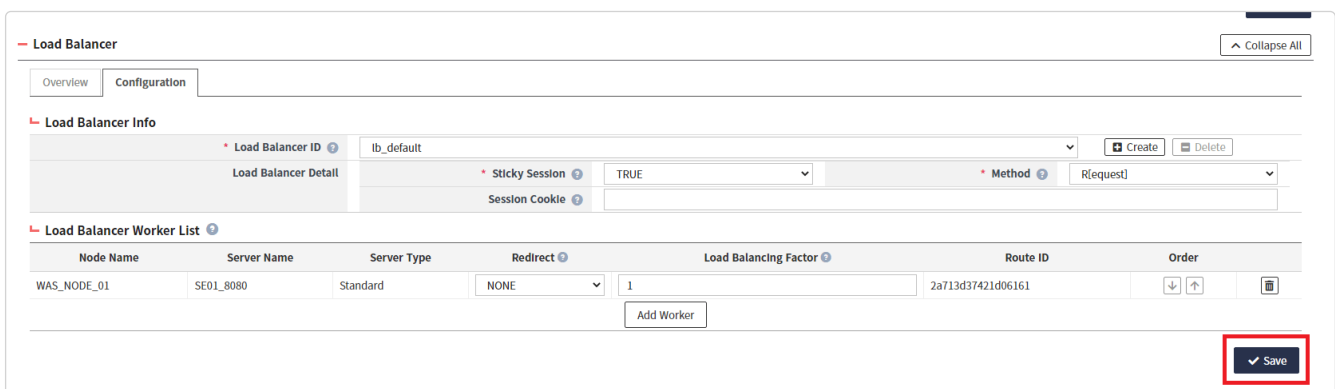 Load Balancer
Collapse All
Overview Configuration
Load Balancer Info
* Load Balancer ID ? lb_default Create Delete
Load Balancer Detail * Sticky Session ? TRUE * Method ? R[equest]
Session Cookie ?
Load Balancer Worker List ?
Node Name Server Name Server Type Redirect ? Load Balancing Factor ? Route ID Order
WAS_NODE_01 SE01_8080 Standard NONE 1 2a713d37421d06161
Add Worker
Save